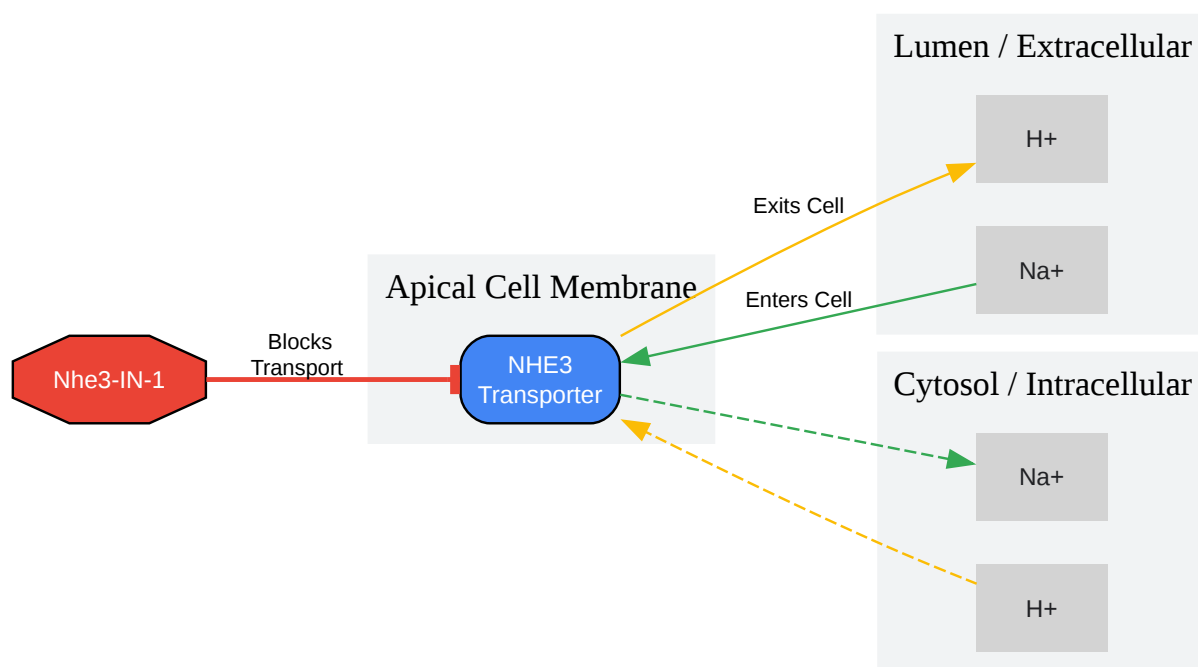 Lumen / Extracellular
H+
Exits Cell
Na+
Apical Cell Membrane
Enters Cell
Blocks
Transport
Nhe3-IN-1
NHE3
Transporter
Cytosol / Intracellular
Na+
H+